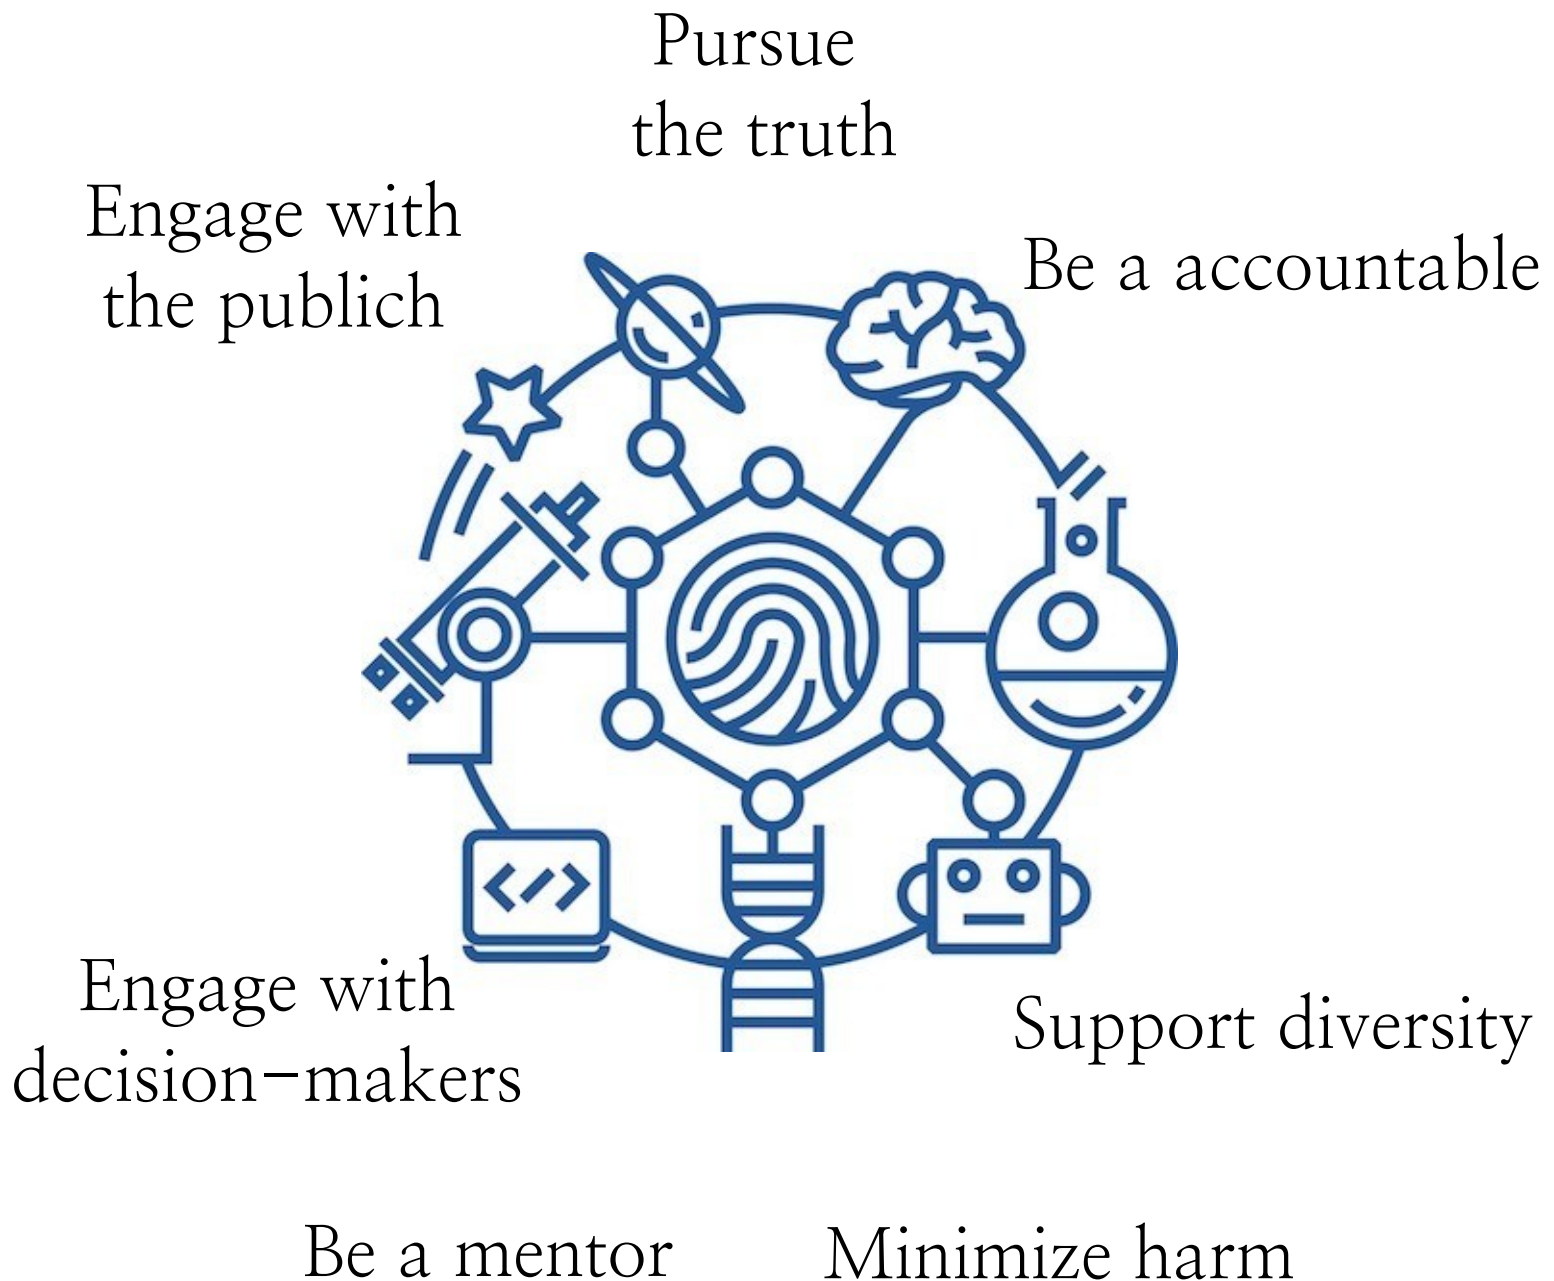 Pursue
the truth
Engage with
the publich
Be a accountable
Engage with
decision-makers
Support diversity
Be a mentor
Minimize harm